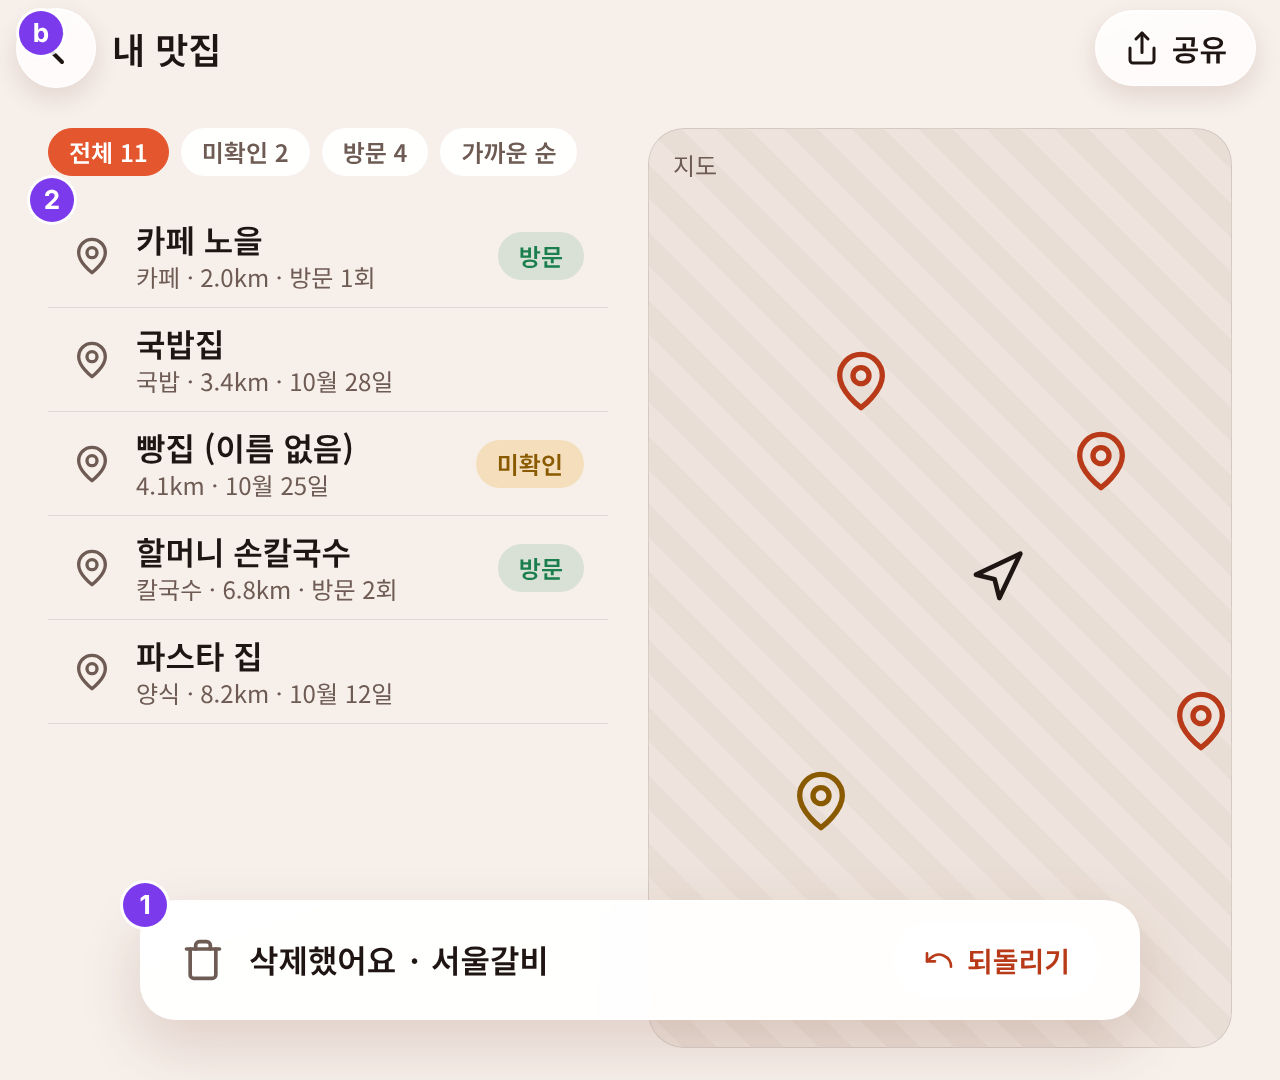 b
내 맛집
공유
전체 11
미확인 2
방문 4
가까운 순
2
카페 노을
카페 · 2.0km · 방문 1회
방문
국밥집
국밥 · 3.4km · 10월 28일
빵집 (이름 없음)
4.1km · 10월 25일
미확인
할머니 손칼국수
칼국수 · 6.8km · 방문 2회
방문
파스타 집
양식 · 8.2km · 10월 12일
지도
1
삭제했어요 · 서울갈비
되돌리기